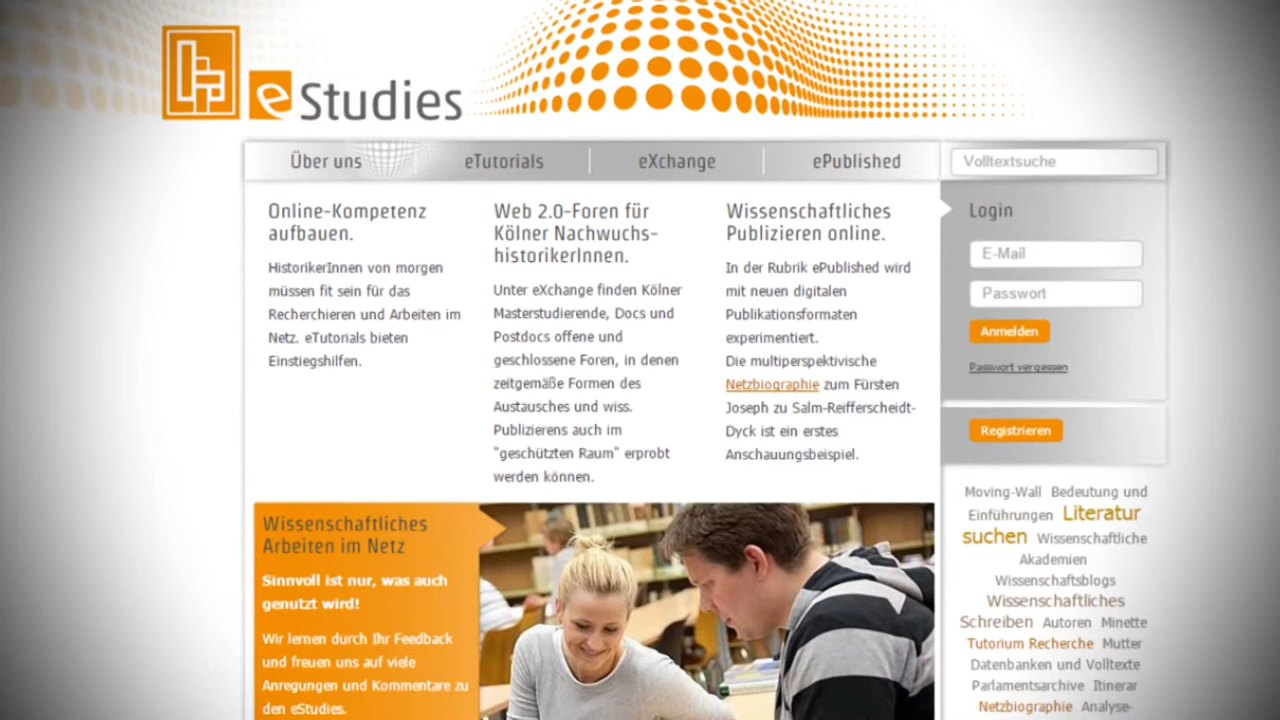 eStudies
Über uns
eTutorials
eXchange
ePublished
Volltextsuche
Online-Kompetenz
aufbauen.
HistorikerInnen von morgen
müssen fit sein für das
Recherchieren und Arbeiten im
Netz. eTutorials bieten
Einstiegshilfen.
Web 2.0-Foren für
Kölner Nachwuchs-
historikerInnen.
Unter eXchange finden Kölner
Masterstudierende, Docs und
Postdocs offene und
geschlossene Foren, in denen
zeitgemäße Formen des
Austausches und wiss.
Publizierens auch im
"geschützten Raum" erprobt
werden können.
Wissenschaftliches
Publizieren online.
In der Rubrik ePublished wird
mit neuen digitalen
Publikationsformaten
experimentiert.
Die multiperspektivische
Netzbiographie zum Fürsten
Joseph zu Salm-Reifferscheidt-
Dyck ist ein erstes
Anschauungsbeispiel.
Login
E-Mail
Passwort
Anmelden
Passwort vergessen
Registrieren
Moving-Wall Bedeutung und
Einführungen Literatur
suchen Wissenschaftliche
Akademien
Wissenschaftsblogs
Wissenschaftliches
Schreiben Autoren Minette
Tutorium Recherche Mutter
Datenbanken und Volltexte
Parlamentsarchive Itinerar
Netzbiographie Analyse-
Wissenschaftliches
Arbeiten im Netz
Sinnvoll ist nur, was auch
genutzt wird!
Wir lernen durch Ihr Feedback
und freuen uns auf viele
Anregungen und Kommentare zu
den eStudies.